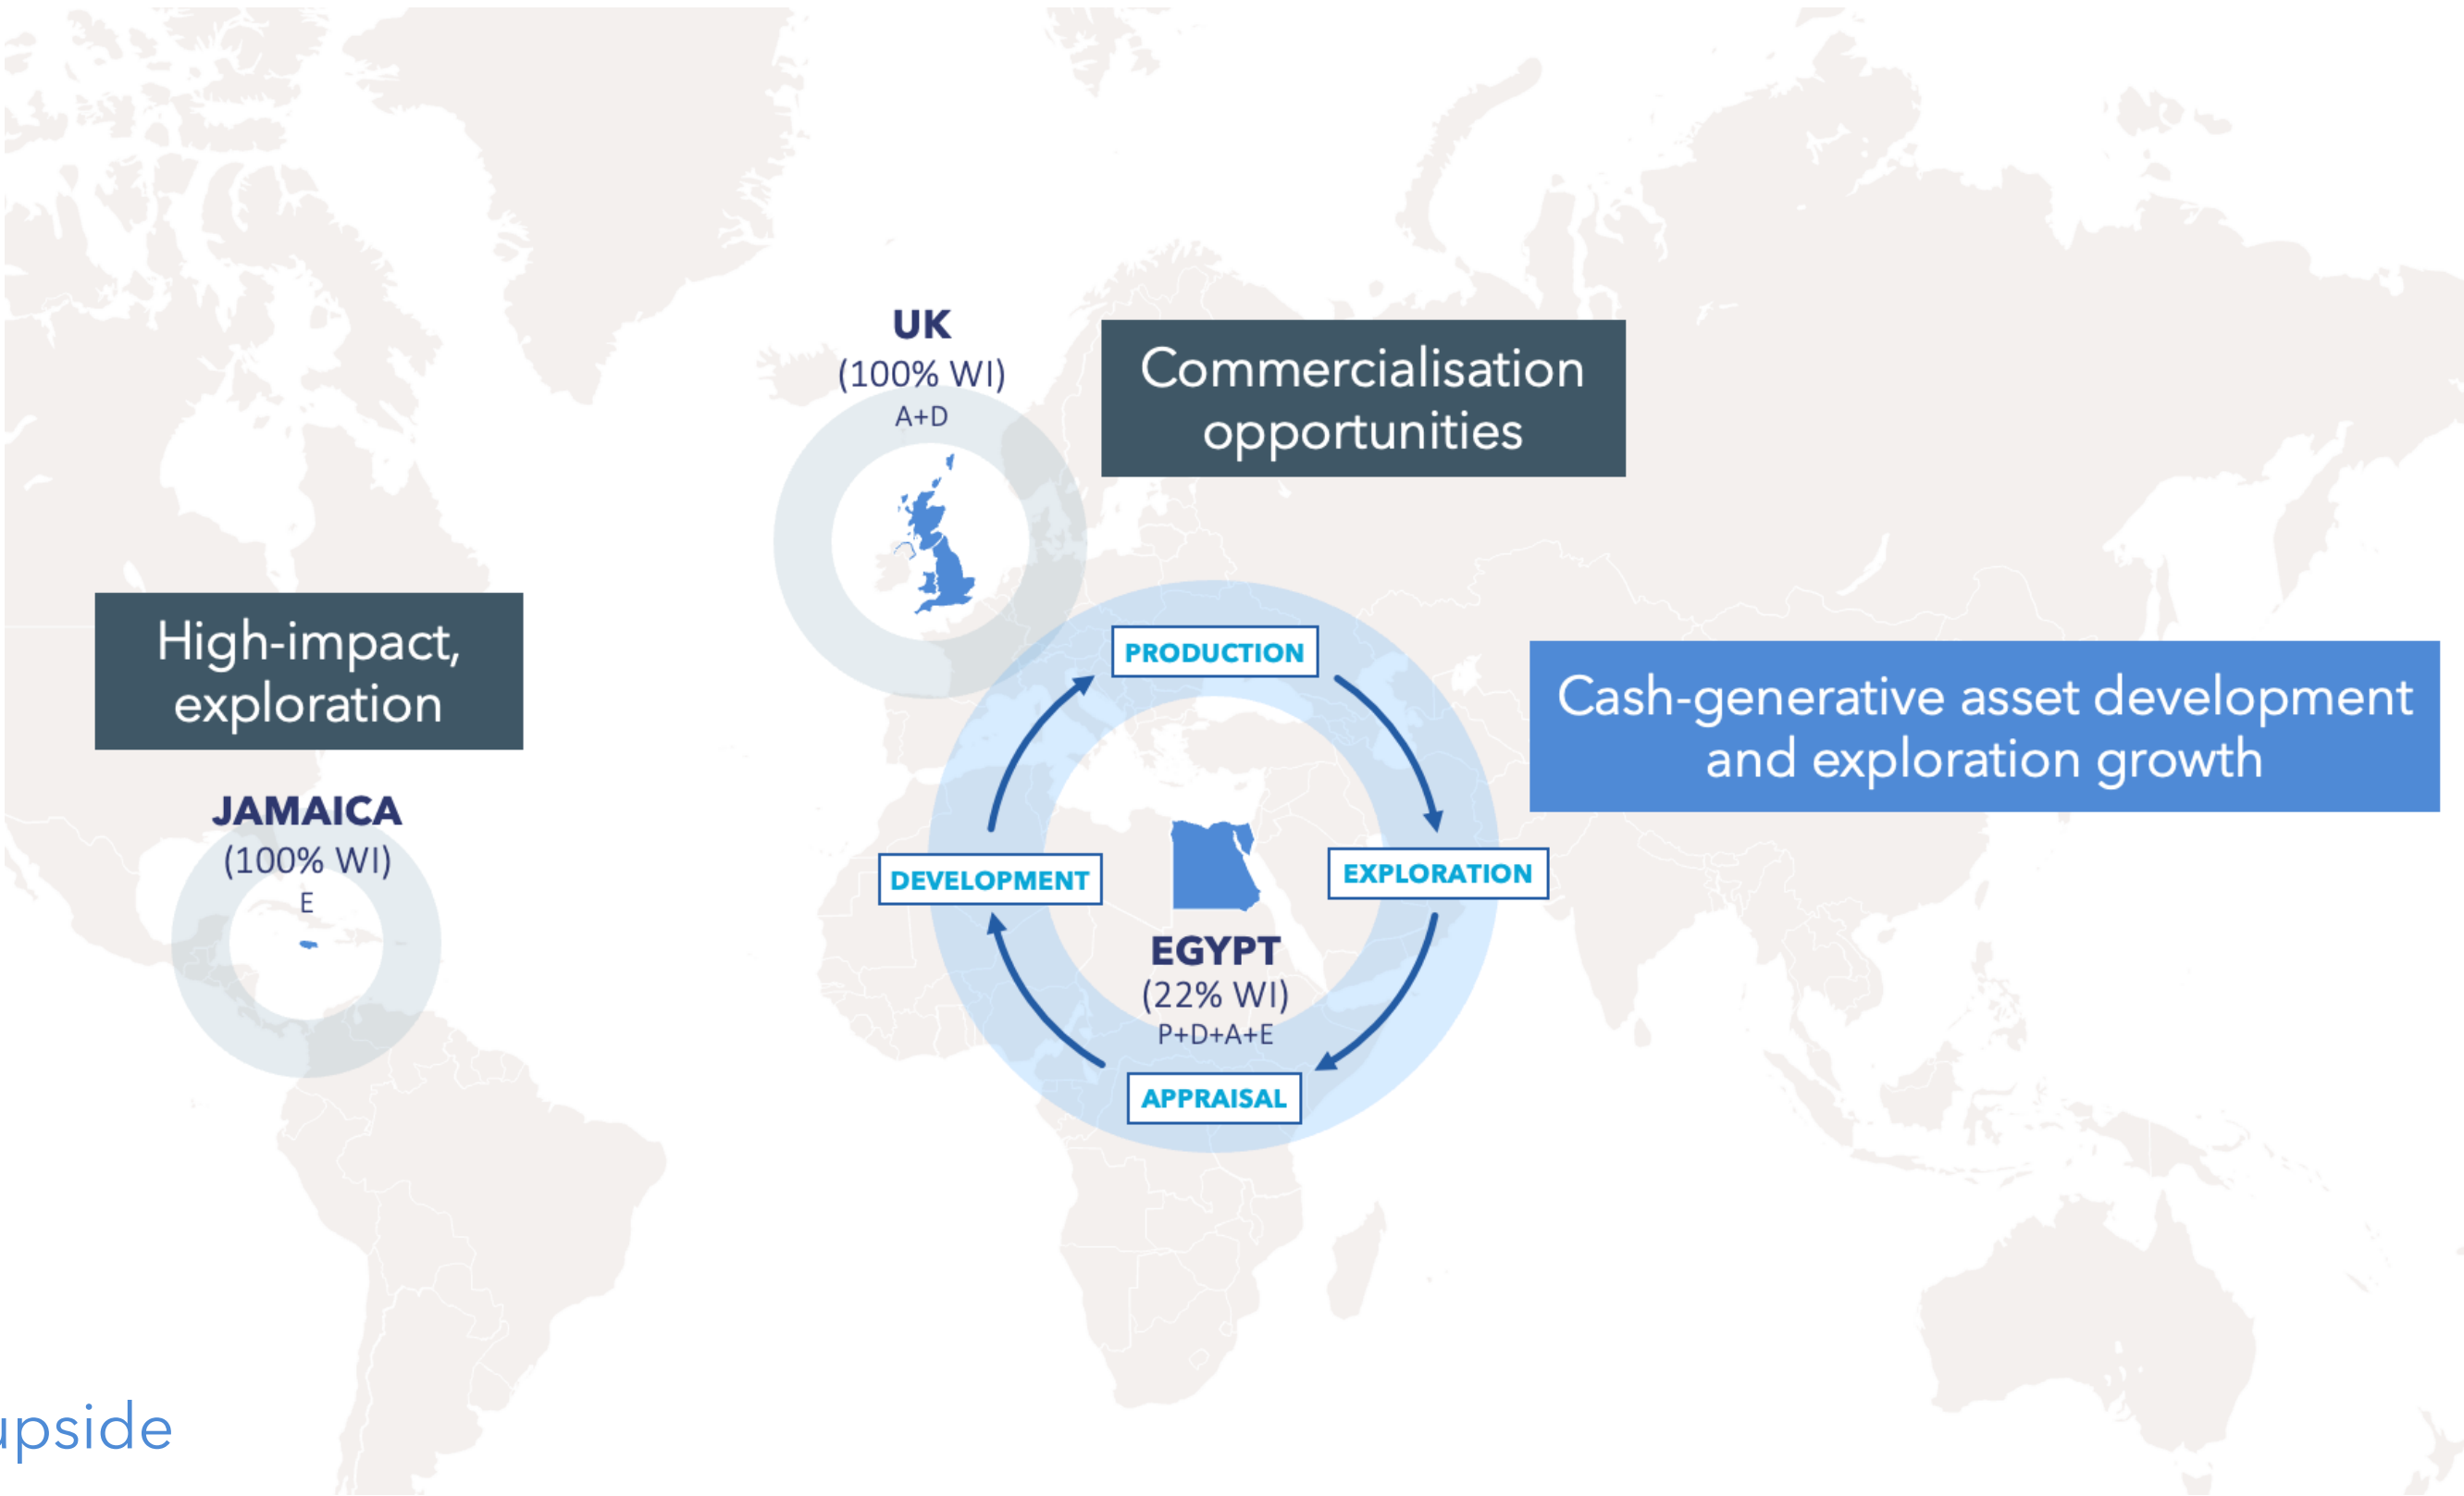 UK
(100% WI)
A+D
Commercialisation
opportunities
High-impact,
exploration
JAMAICA
(100% WI)
E
PRODUCTION
DEVELOPMENT
EXPLORATION
APPRAISAL
EGYPT
(22% WI)
P+D+A+E
Cash-generative asset development
and exploration growth